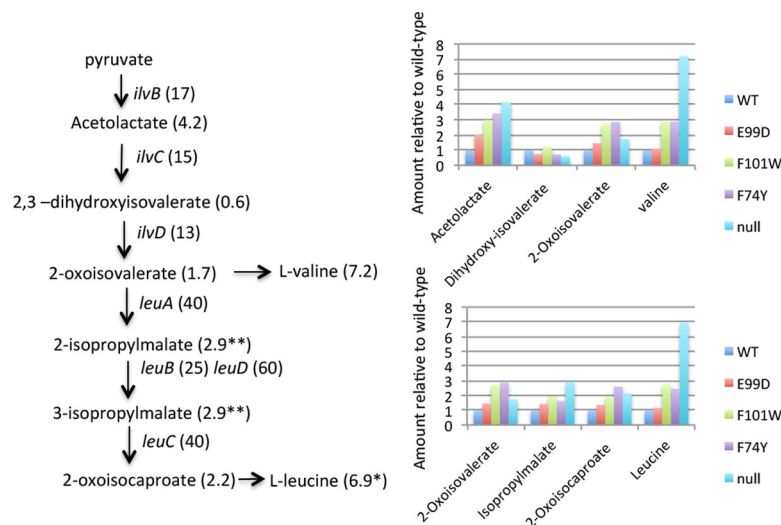 pyruvate
ilvB (17)
Acetolactate (4.2)
ilvC (15)
2,3 –dihydroxyisovalerate (0.6)
ilvD (13)
2-oxoisovalerate (1.7)
L-valine (7.2)
leuA (40)
2-isopropylmalate (2.9**)
leuB (25) leuD (60)
3-isopropylmalate (2.9**)
leuC (40)
2-oxoisocaproate (2.2)
L-leucine (6.9*)
Amount relative to wild-type
8
7
6
5
4
3
2
1
0
Acetolactate
Dihydroxy-isovalerate
2-Oxoisovalerate
valine
WT
E99D
F101W
F74Y
null
Amount relative to wild-type
8
7
6
5
4
3
2
1
0
2-Oxoisovalerate
Isopropylmalate
2-Oxoisocaproate
Leucine
WT
E99D
F101W
F74Y
null